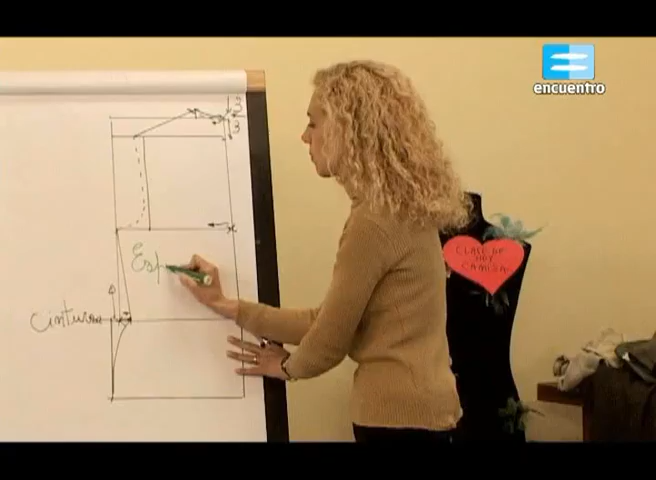 encuentro
3
3
CLASE DE
HOY
CAMISA
Esp
cintura